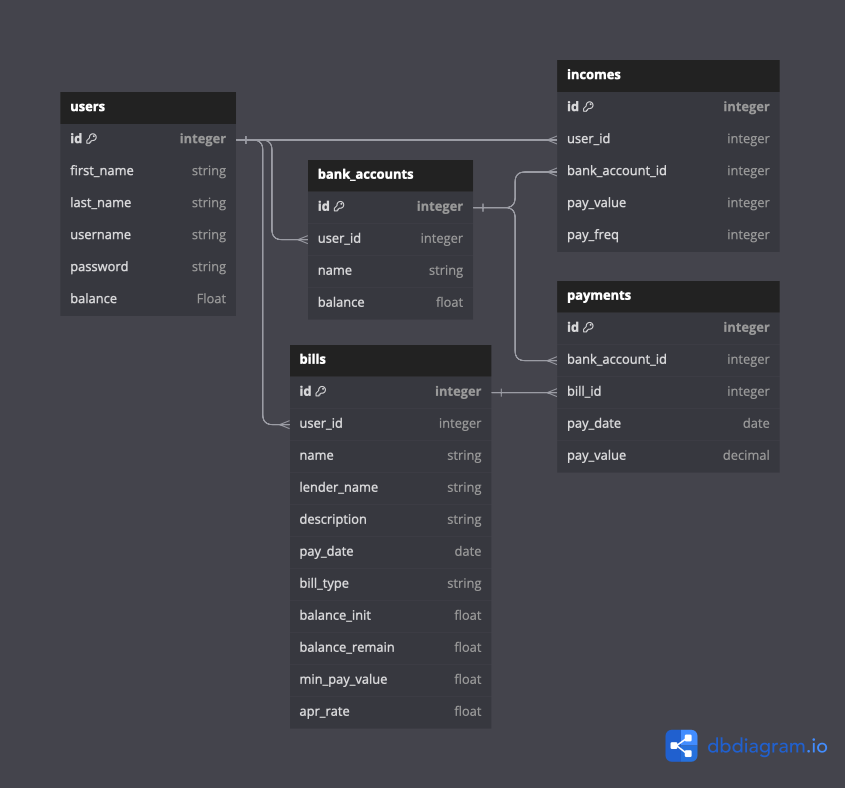 users
id integer
first_name string
last_name string
username string
password string
balance Float
bank_accounts
id integer
user_id integer
name string
balance float
bills
id integer
user_id integer
name string
lender_name string
description string
pay_date date
bill_type string
balance_init float
balance_remain float
min_pay_value float
apr_rate float
incomes
id integer
user_id integer
bank_account_id integer
pay_value integer
pay_freq integer
payments
id integer
bank_account_id integer
bill_id integer
pay_date date
pay_value decimal
dbdiagram.io